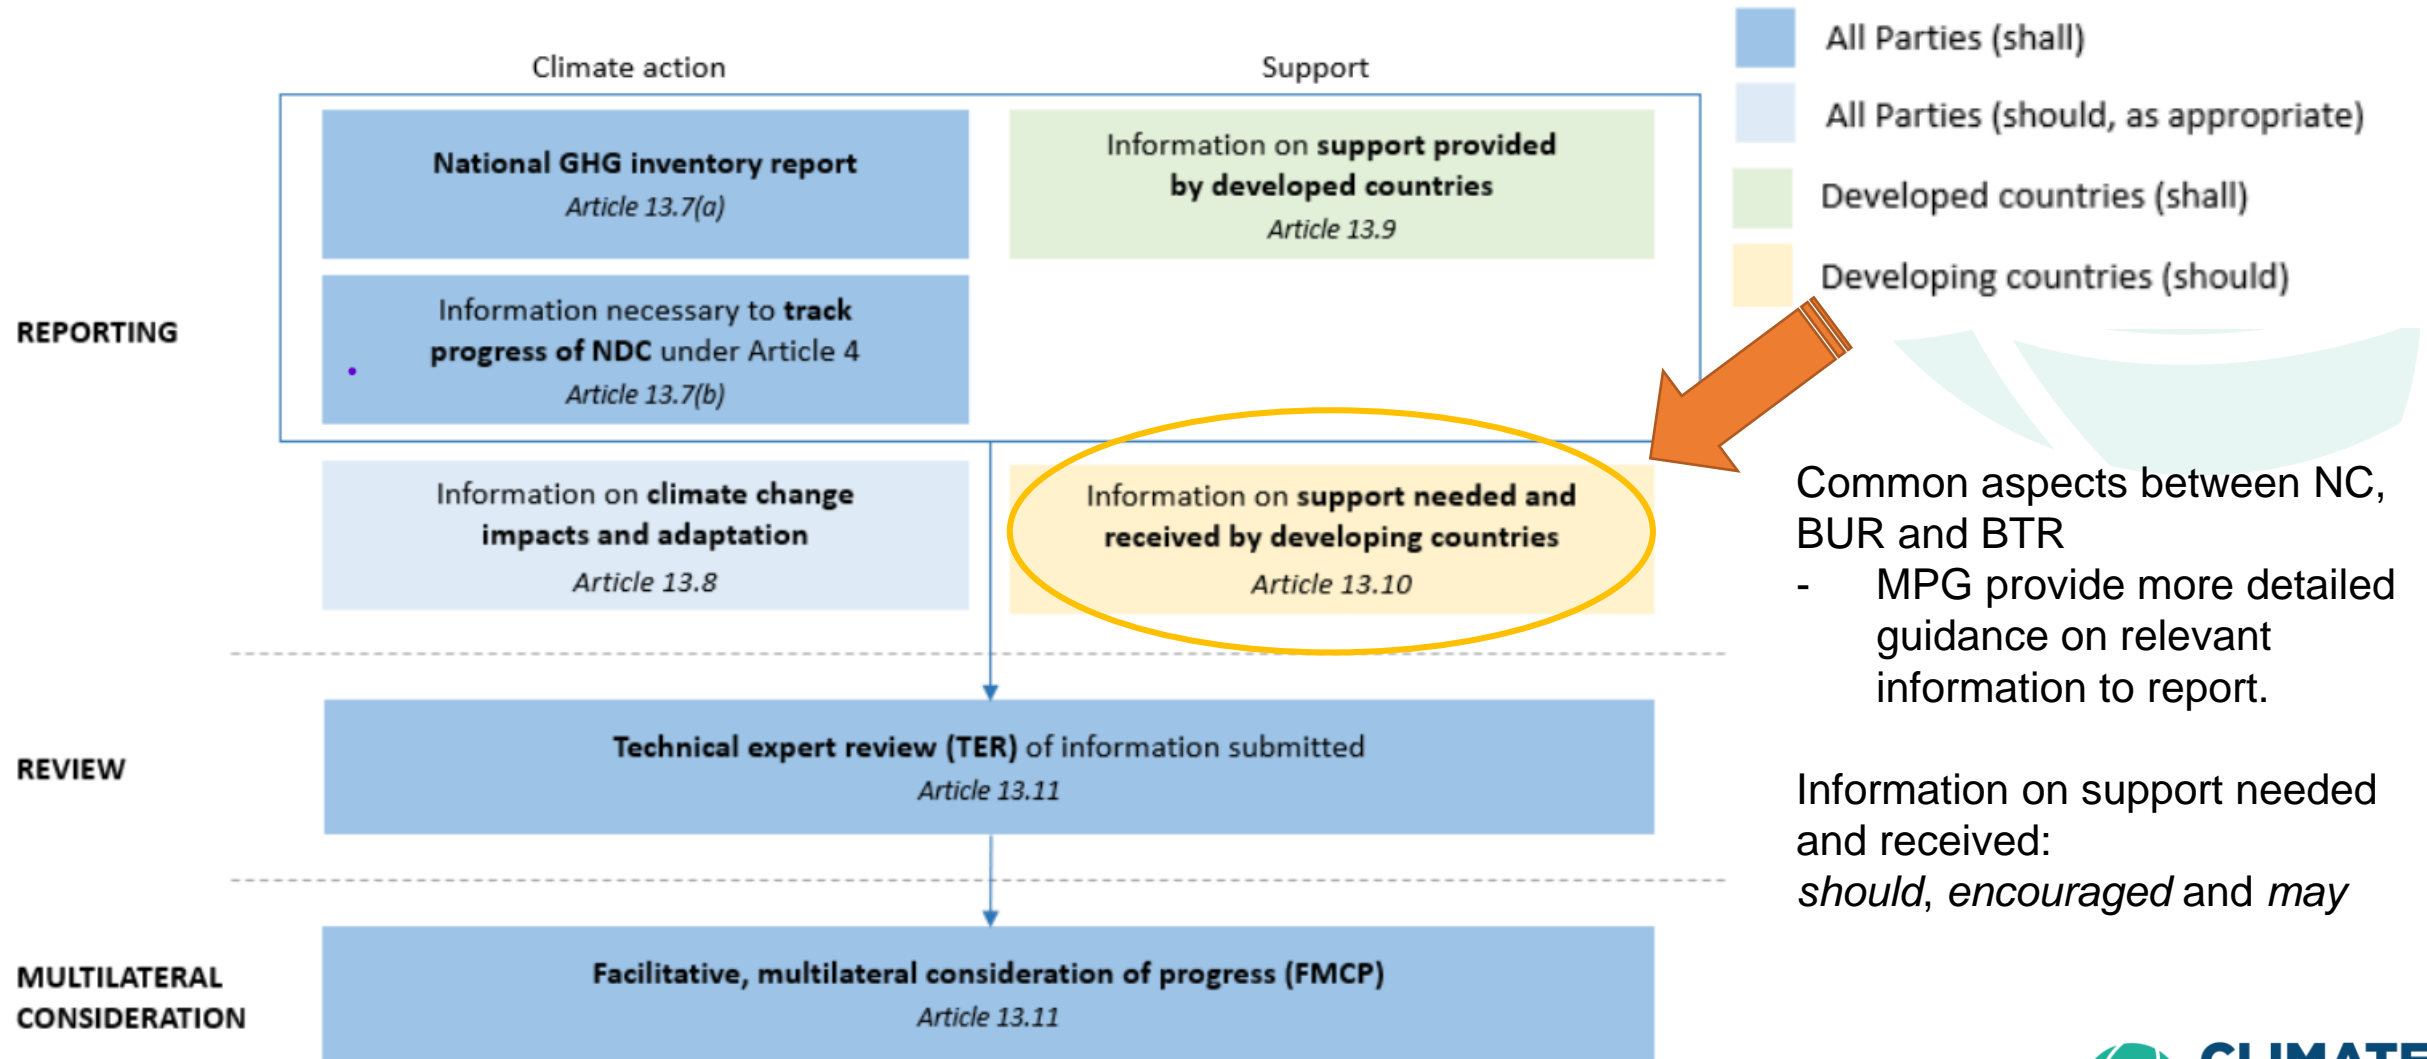 Climate action
Support
National GHG inventory report
Article 13.7(a)
Information on support provided
by developed countries
Article 13.9
REPORTING
Information necessary to track
progress of NDC under Article 4
Article 13.7(b)
Information on climate change
impacts and adaptation
Article 13.8
Information on support needed and
received by developing countries
Article 13.10
REVIEW
Technical expert review (TER) of information submitted
Article 13.11
MULTILATERAL
CONSIDERATION
Facilitative, multilateral consideration of progress (FMCP)
Article 13.11
All Parties (shall)
All Parties (should, as appropriate)
Developed countries (shall)
Developing countries (should)
Common aspects between NC,
BUR and BTR
- MPG provide more detailed
guidance on relevant
information to report.
Information on support needed
and received:
should, encouraged and may
CLIMATE